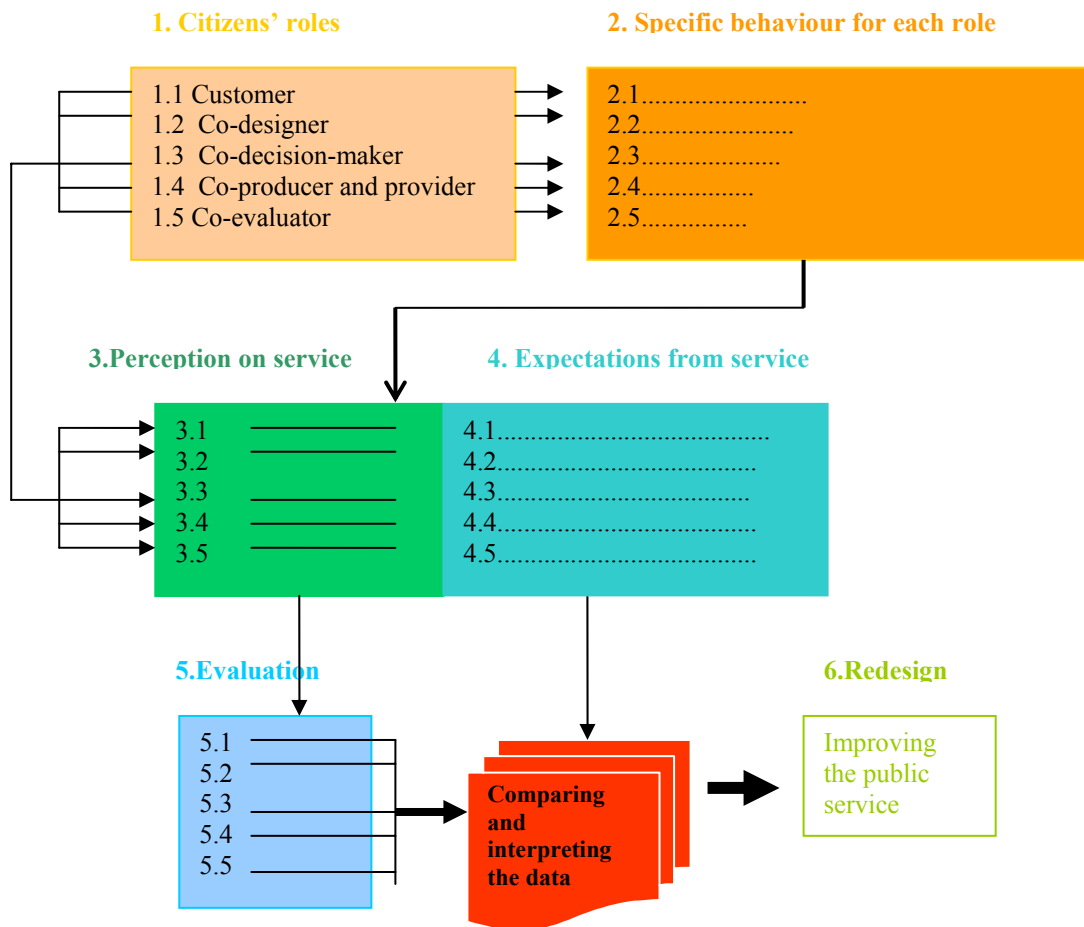 1. Citizens’ roles
2. Specific behaviour for each role
1.1 Customer
1.2 Co-designer
1.3 Co-decision-maker
1.4 Co-producer and provider
1.5 Co-evaluator
2.1.........................
2.2.......................
2.3.....................
2.4.................
2.5................
3.Perception on service
4. Expectations from service
3.1
3.2
3.3
3.4
3.5
4.1.........................................
4.2.......................................
4.3......................................
4.4.......................................
4.5.......................................
5.Evaluation
6.Redesign
5.1
5.2
5.3
5.4
5.5
Comparing
and
interpreting
the data
Improving
the public
service